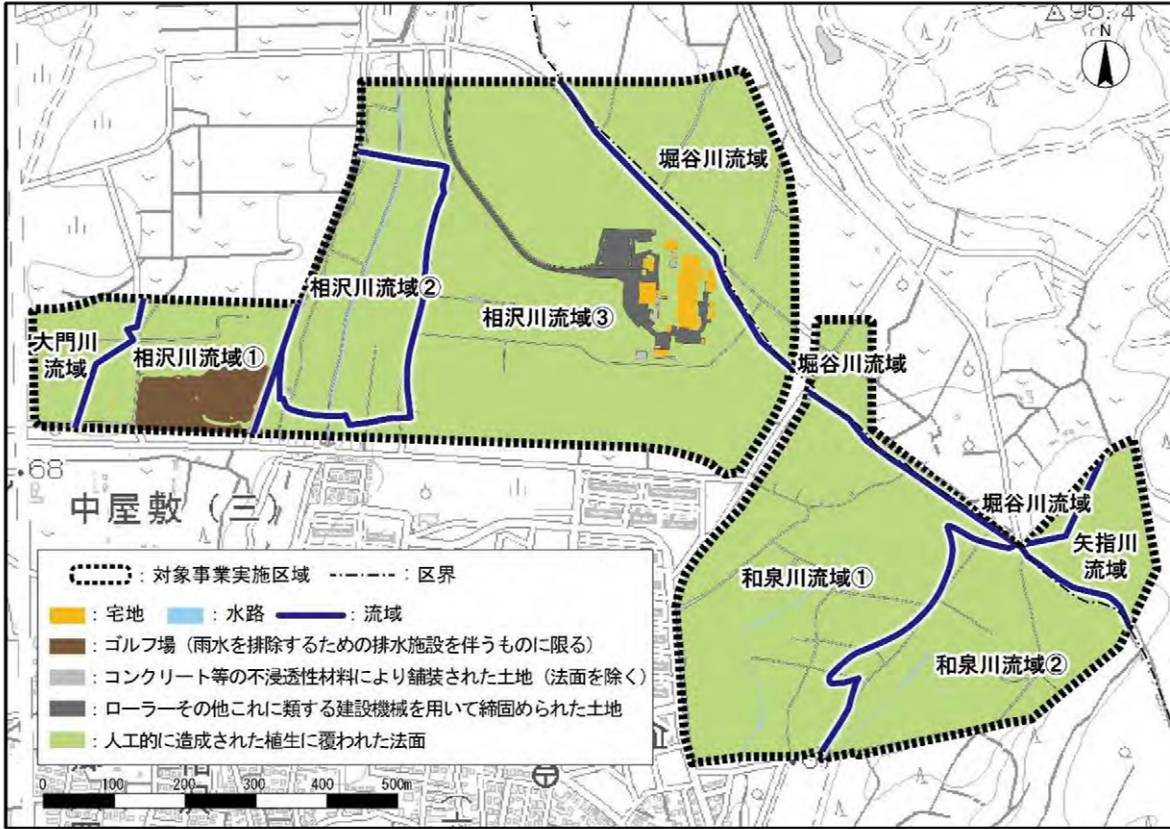 95.4
N
堀谷川流域
相沢川流域②
相沢川流域③
大門川
流域
相沢川流域①
堀谷川流域
.68
中屋敷（三）
堀谷川流域
矢指川
流域
和泉川流域①
和泉川流域②
：対象事業実施区域 ：区界
：宅地 ：水路 ：流域
：ゴルフ場（雨水を排除するための排水施設を伴うものに限る）
：コンクリート等の不浸透性材料により舗装された土地（法面を除く）
：ローラーその他これに類する建設機械を用いて締固められた土地
：人工的に造成された植生に覆われた法面
0 100 200 300 400 500m